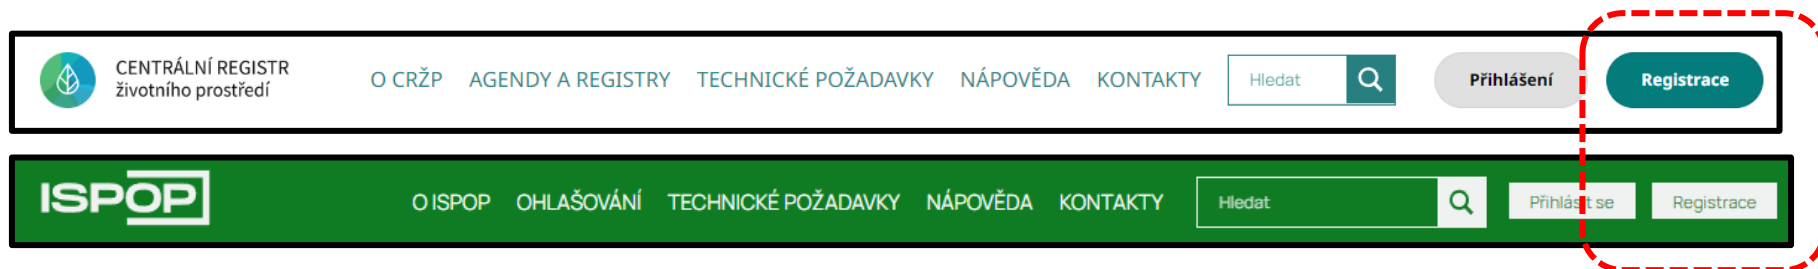 CENTRÁLNÍ REGISTR
životního prostředí
O CRŽP AGENDY A REGISTRY TECHNICKÉ POŽADAVKY NÁPOVĚDA KONTAKTY Hledat Přihlášení Registrace
ISPOP O ISPOP OHLAŠOVÁNÍ TECHNICKÉ POŽADAVKY NÁPOVĚDA KONTAKTY Hledat Přihlásit se Registrace